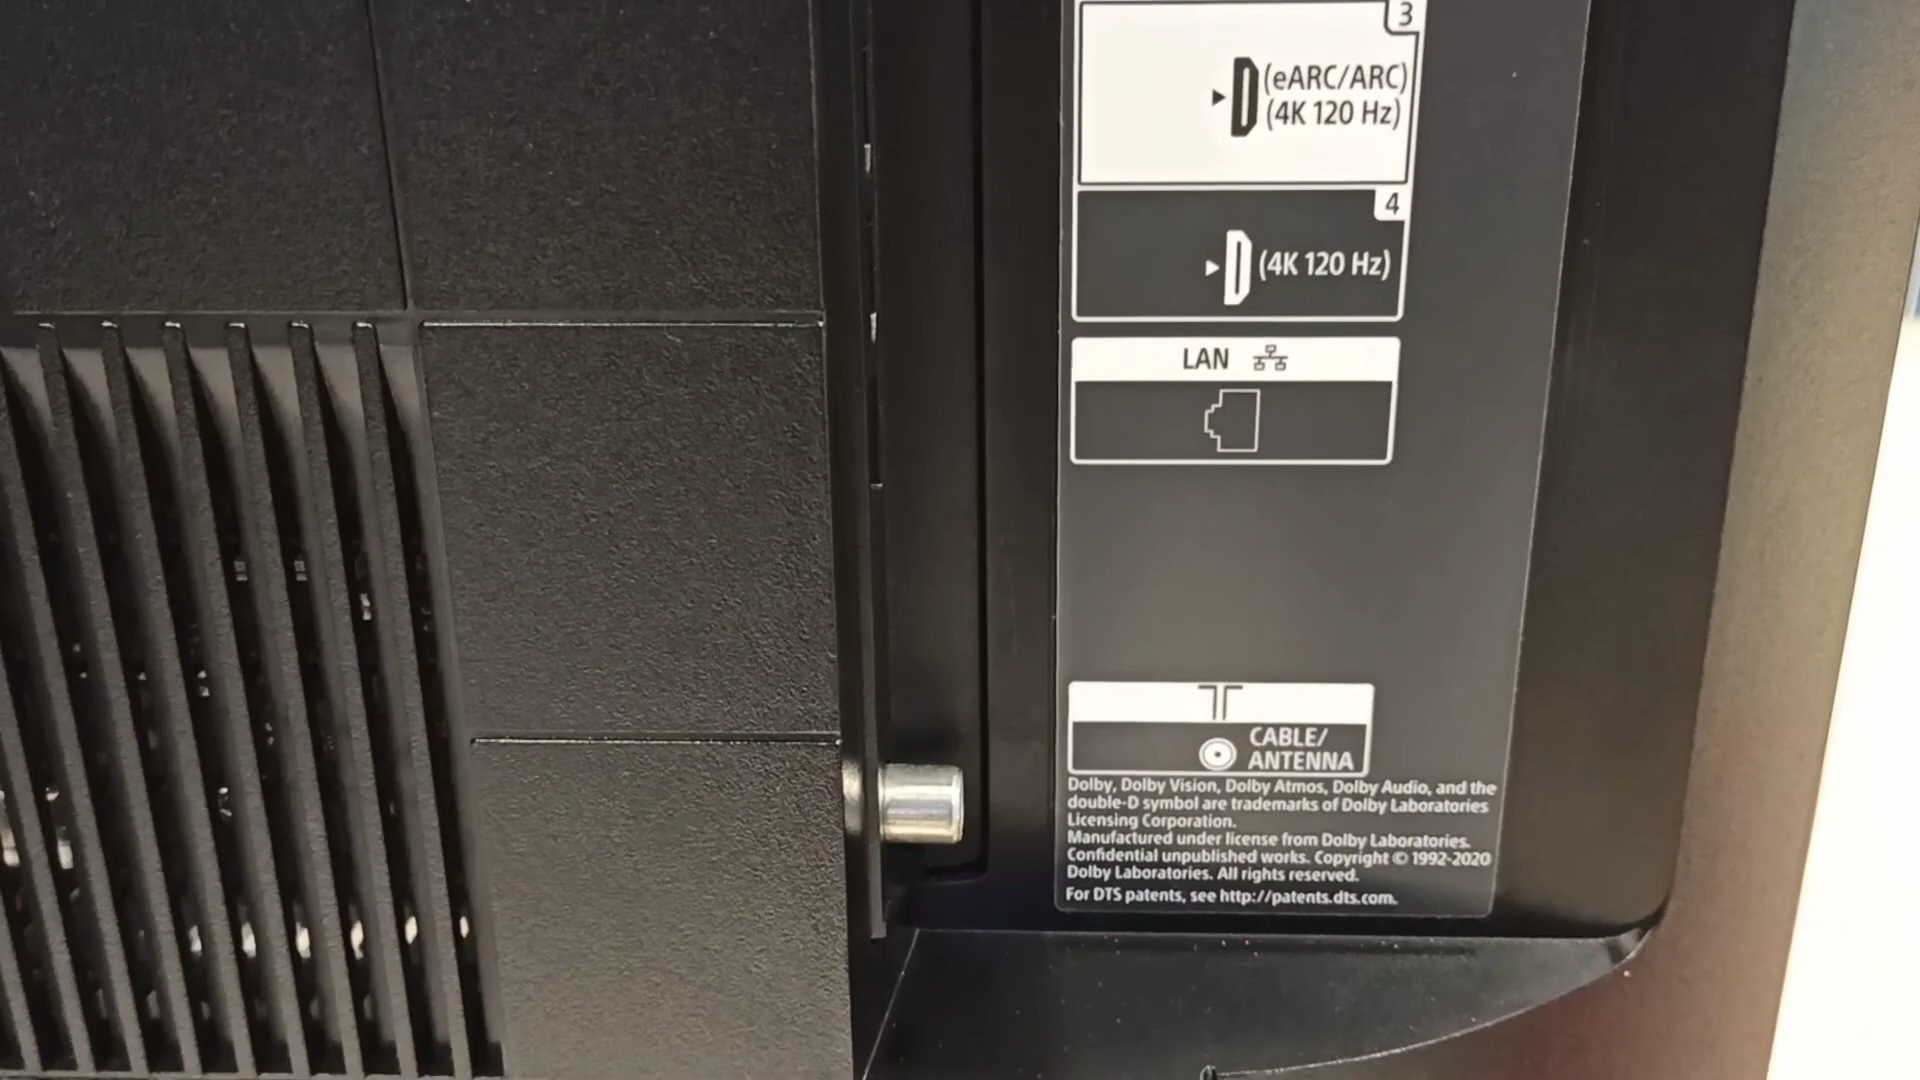 3
(eARC/ARC)
(4K 120 Hz)
4
(4K 120 Hz)
LAN
CABLE/
ANTENNA
Dolby, Dolby Vision, Dolby Atmos, Dolby Audio, and the
double-D symbol are trademarks of Dolby Laboratories
Licensing Corporation.
Manufactured under license from Dolby Laboratories.
Confidential unpublished works. Copyright © 1992-2020
Dolby Laboratories. All rights reserved.
For DTS patents, see http://patents.dts.com.